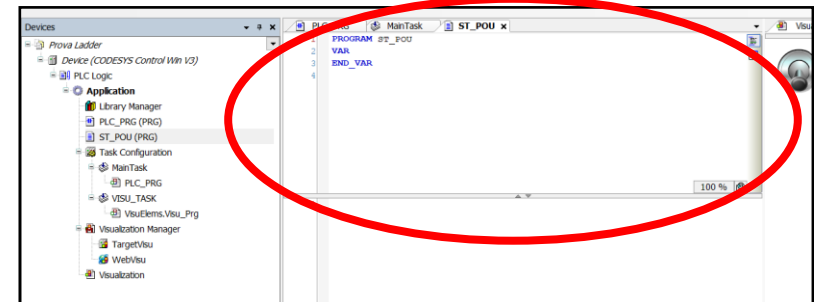 Devices
Prova Ladder
Device (CODESYS Control Win V3)
PLC Logic
Application
Library Manager
PLC_PRG (PRG)
ST_POU (PRG)
Task Configuration
MainTask
PLC_PRG
VISU_TASK
VisuElems.Visu_Prg
Visualization Manager
TargetVisu
WebVisu
Visualization
MainTask
ST_POU
1 PROGRAM ST_POU
2 VAR
3 END_VAR
4
100 %